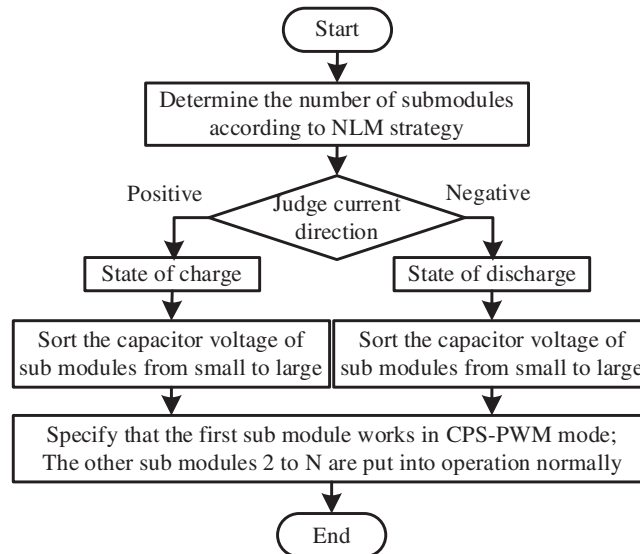 Start
Determine the number of submodules
according to NLM strategy
Positive
Negative
Judge current
direction
State of charge
State of discharge
Sort the capacitor voltage of
sub modules from small to large
Sort the capacitor voltage of
sub modules from small to large
Specify that the first sub module works in CPS-PWM mode;
The other sub modules 2 to N are put into operation normally
End